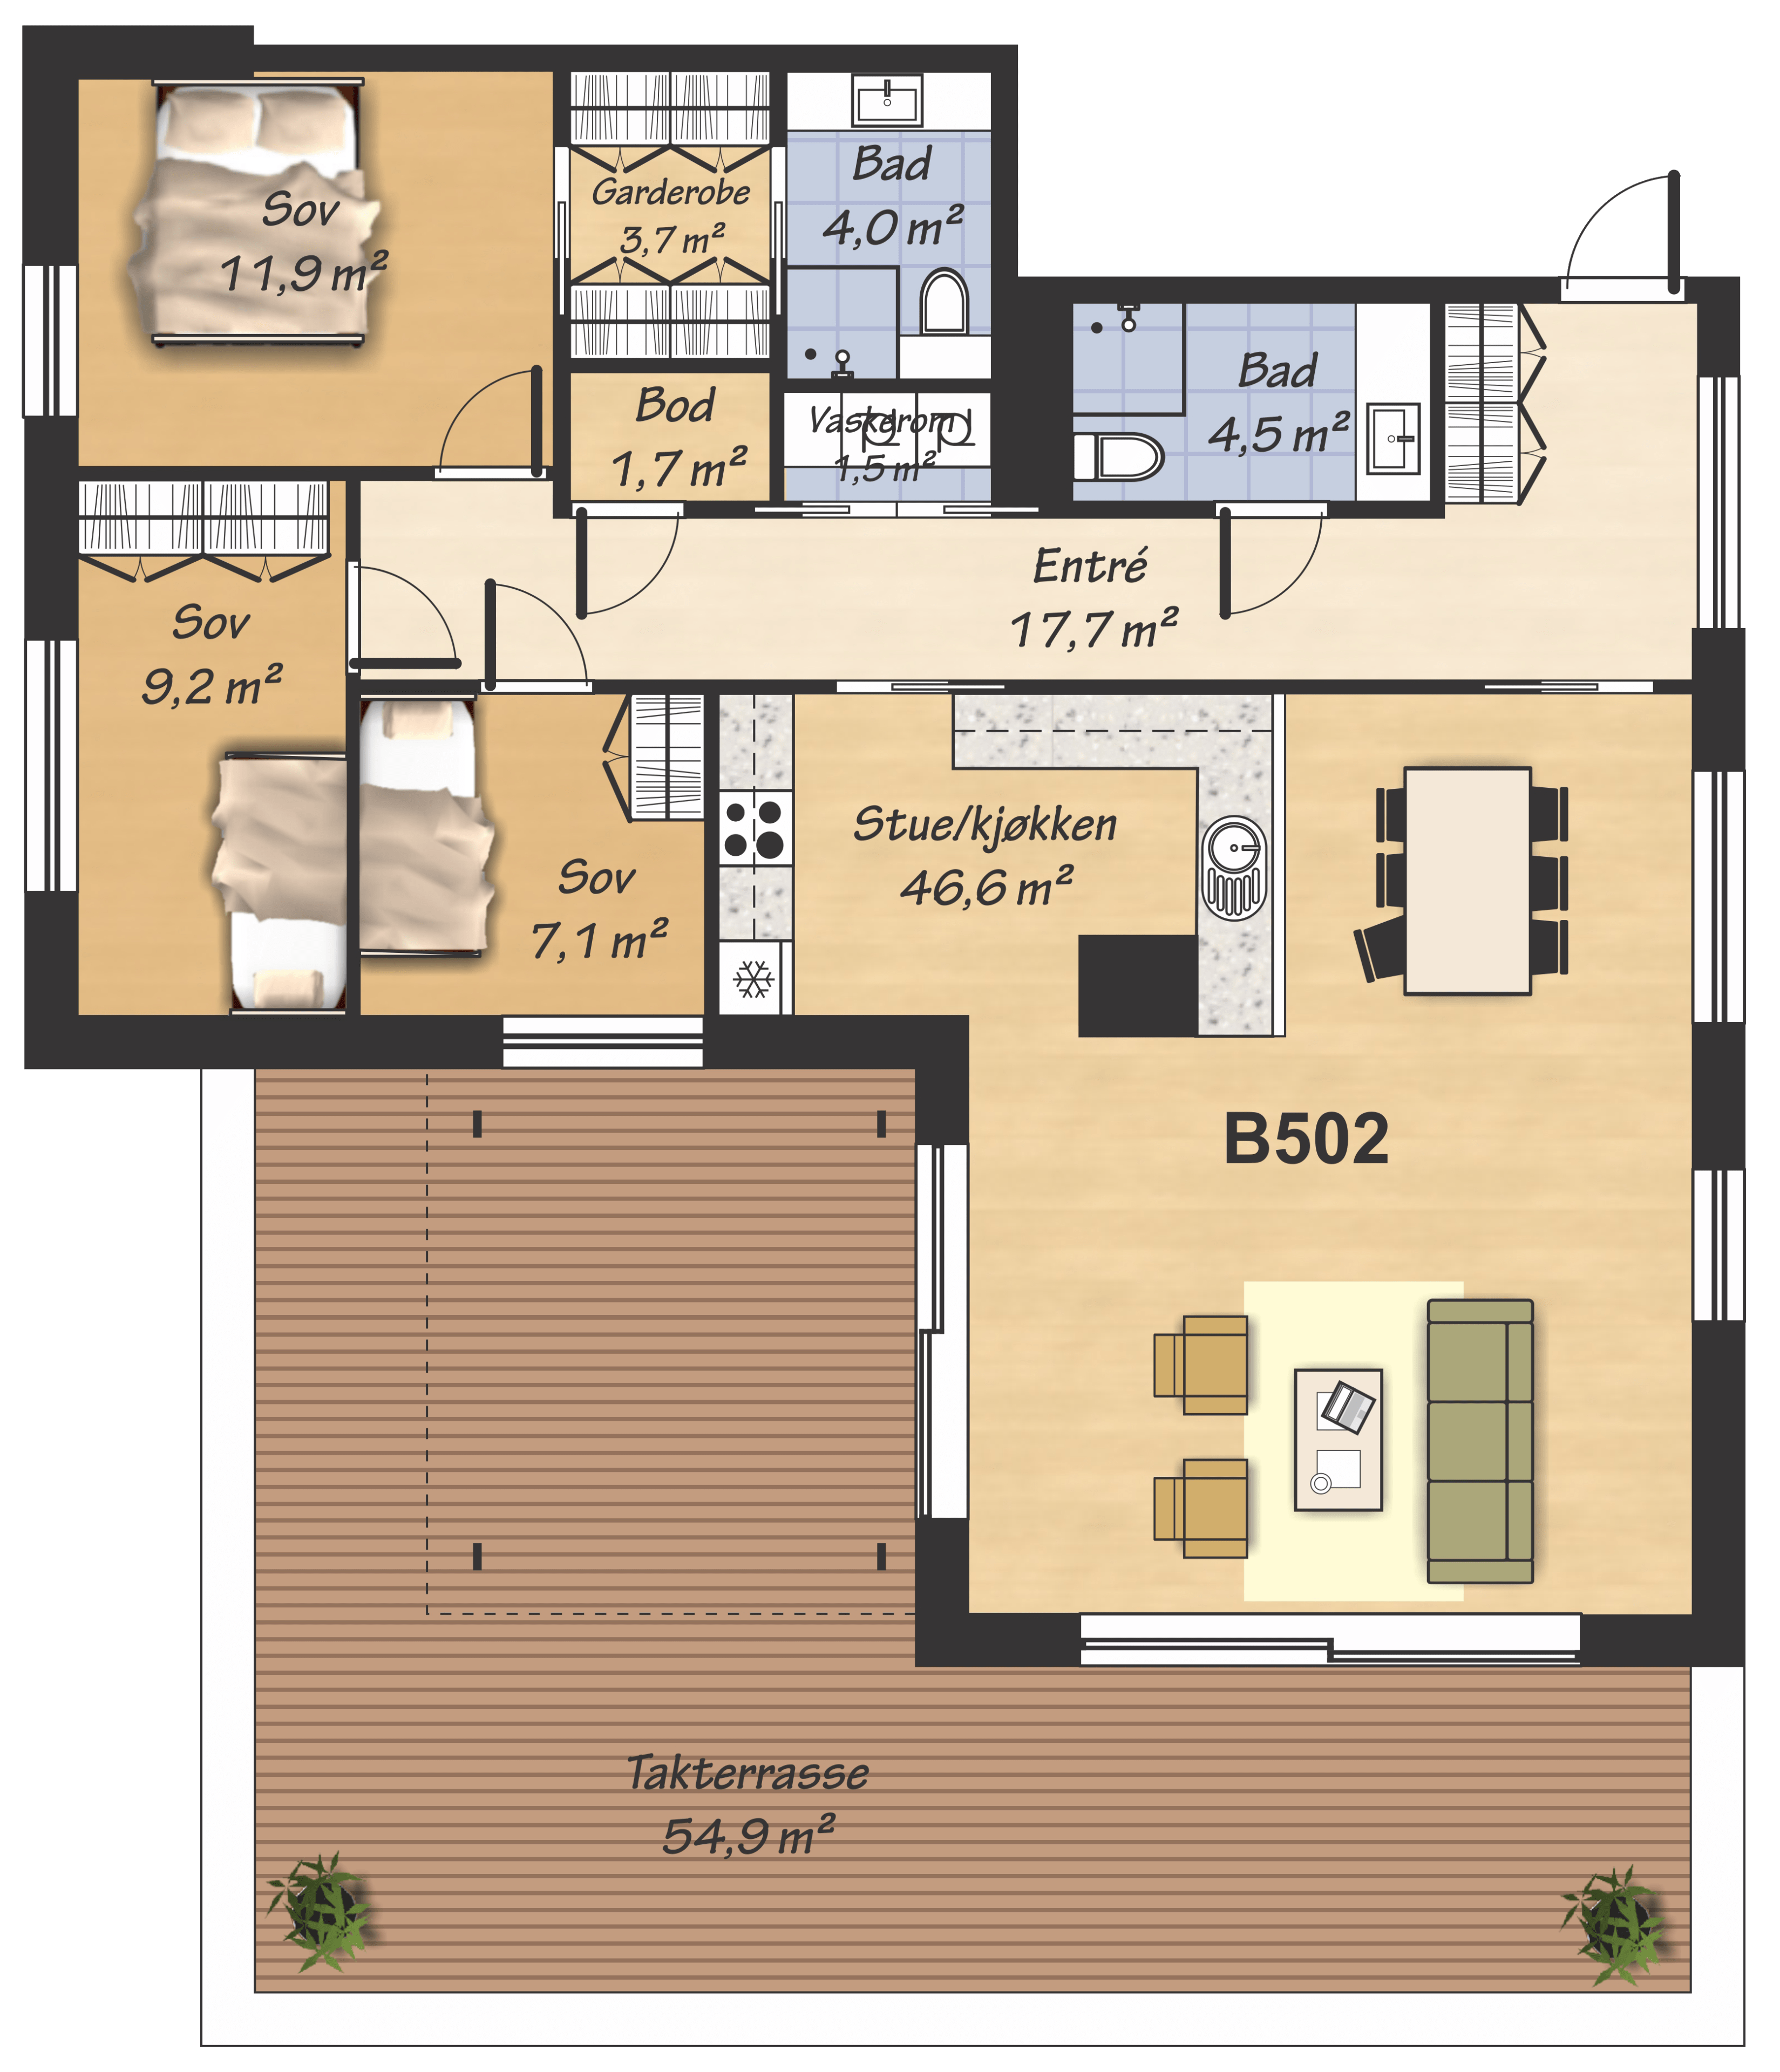 Sov
11,9 m²
Garderobe
3,7 m²
Bad
4,0 m²
Bod
1,7 m²
Vaskerom
1,5 m²
Bad
4,5 m²
Entré
17,7 m²
Sov
9,2 m²
Sov
7,1 m²
Stue/kjøkken
46,6 m²
B502
Takterrasse
54,9 m²